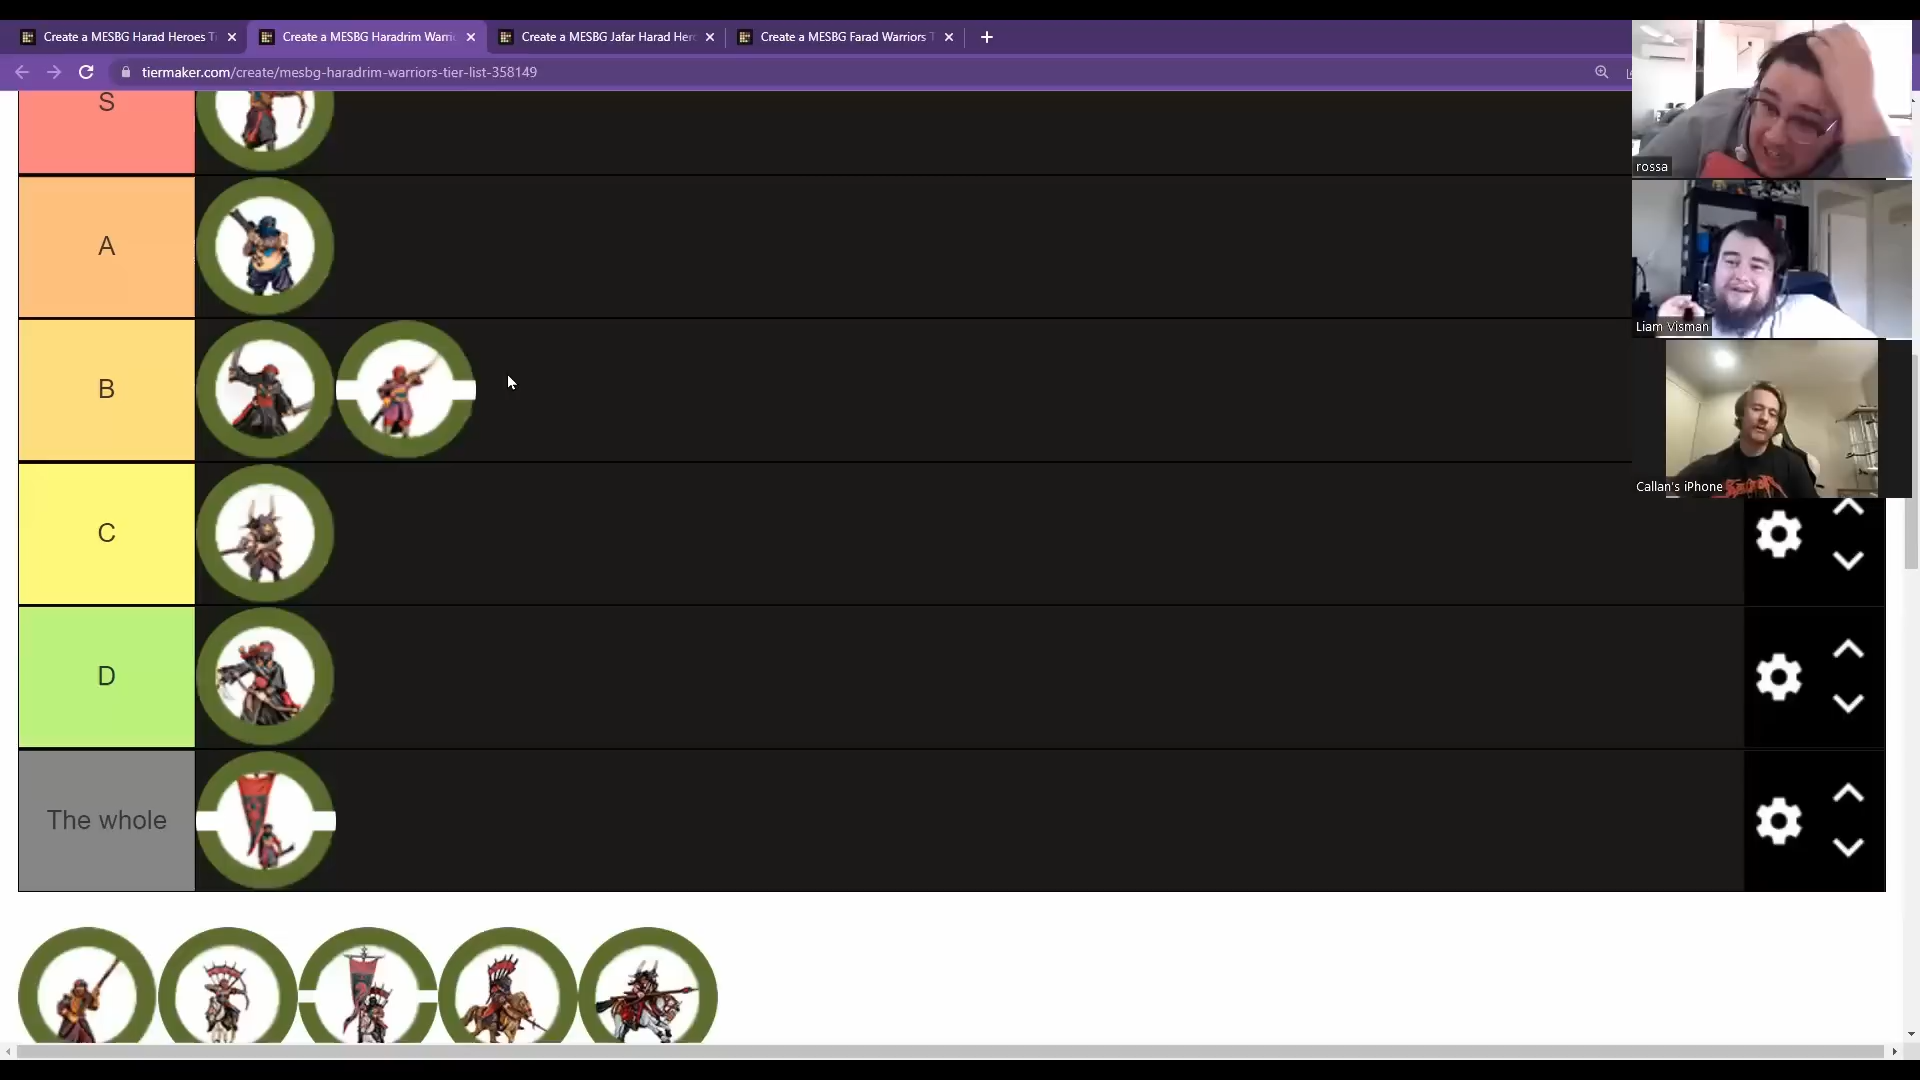 Create a MESBG Harad Heroes T
Create a MESBG Haradrim Warri
Create a MESBG Jafar Harad Her
Create a MESBG Farad Warriors T
tiermaker.com/create/mesbg-haradrim-warriors-tier-list-358149
S
A
B
C
D
The whole
rossa
Liam Visman
Callan's iPhone